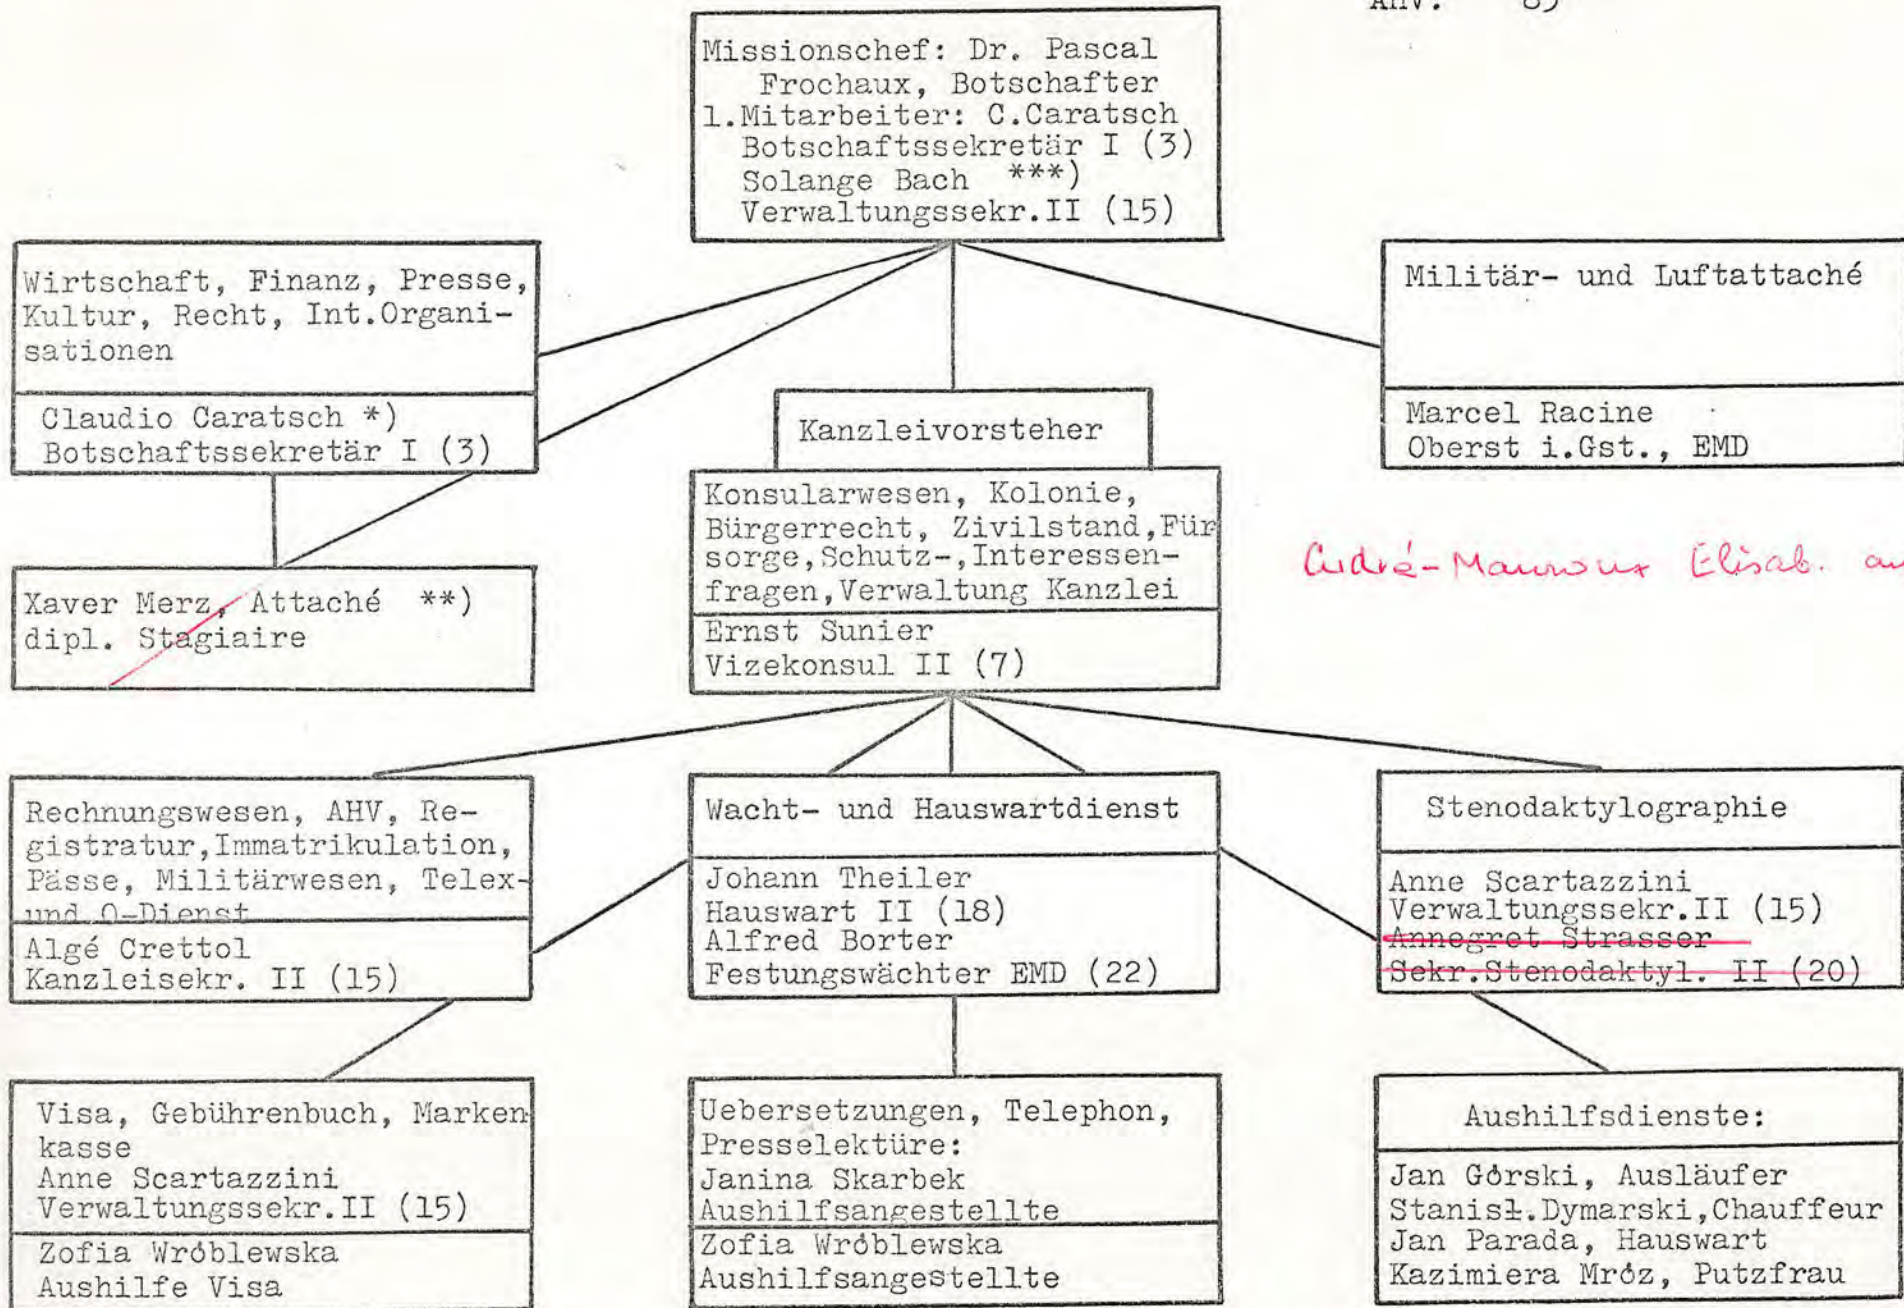 Missionschef: Dr. Pascal
Frochaux, Botschafter
1.Mitarbeiter: C.Caratsch
Botschaftssekretär I (3)
Solange Bach ***)
Verwaltungssekr.II (15)
Wirtschaft, Finanz, Presse,
Kultur, Recht, Int.Organi-
sationen
Claudio Caratsch *)
Botschaftssekretär I (3)
Militär- und Luftattaché
Marcel Racine
Oberst i.Gst., EMD
Kanzleivorsteher
Konsularwesen, Kolonie,
Bürgerrecht, Zivilstand,Für
sorge,Schutz-,Interessen-
fragen,Verwaltung Kanzlei
Ernst Sunier
Vizekonsul II (7)
Elisab.
Xaver Merz, Attaché **)
dipl. Stagiaire
Rechnungswesen, AHV, Re-
gistratur,Immatrikulation,
Pässe, Militärwesen, Telex-
und Q-Dienst
Algé Crettol
Kanzleisekr. II (15)
Wacht- und Hauswartdienst
Johann Theiler
Hauswart II (18)
Alfred Borter
Festungswächter EMD (22)
Stenodaktylographie
Anne Scartazzini
Verwaltungssekr.II (15)
Annegret Strasser
Sekr.Stenodaktyl. II (20)
Visa, Gebührenbuch, Marken
kasse
Anne Scartazzini
Verwaltungssekr.II (15)
Zofia Wróblewska
Aushilfe Visa
Uebersetzungen, Telephon,
Presselektüre:
Janina Skarbek
Aushilfsangestellte
Zofia Wróblewska
Aushilfsangestellte
Aushilfsdienste:
Jan Górski, Ausläufer
Stanisł.Dymarski,Chauffeur
Jan Parada, Hauswart
Kazimiera Mróz, Putzfrau